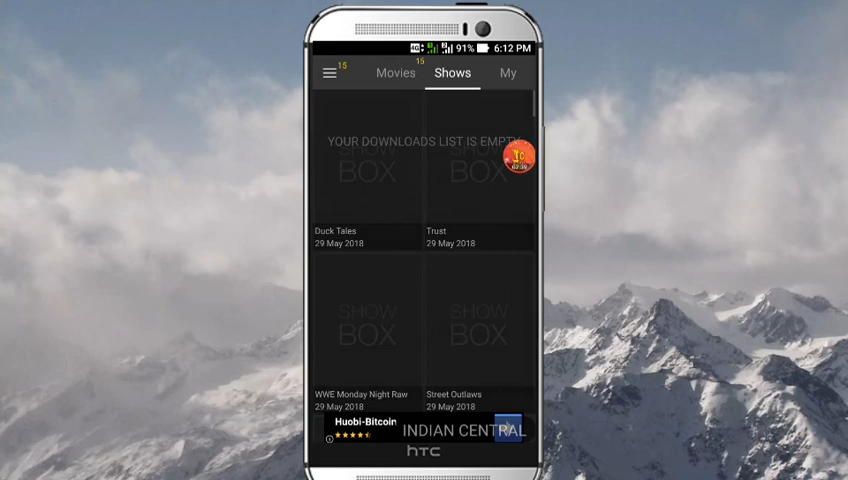 4G 91% 6:12 PM
15 Movies 15 Shows My
YOUR DOWNLOADS LIST IS EMPTY
SHOW BOX
SHOW BOX
02:39
Duck Tales
29 May 2018
Trust
29 May 2018
SHOW BOX
SHOW BOX
WWE Monday Night Raw
29 May 2018
Street Outlaws
29 May 2018
Huobi-Bitcoin
INDIAN CENTRAL
hTC